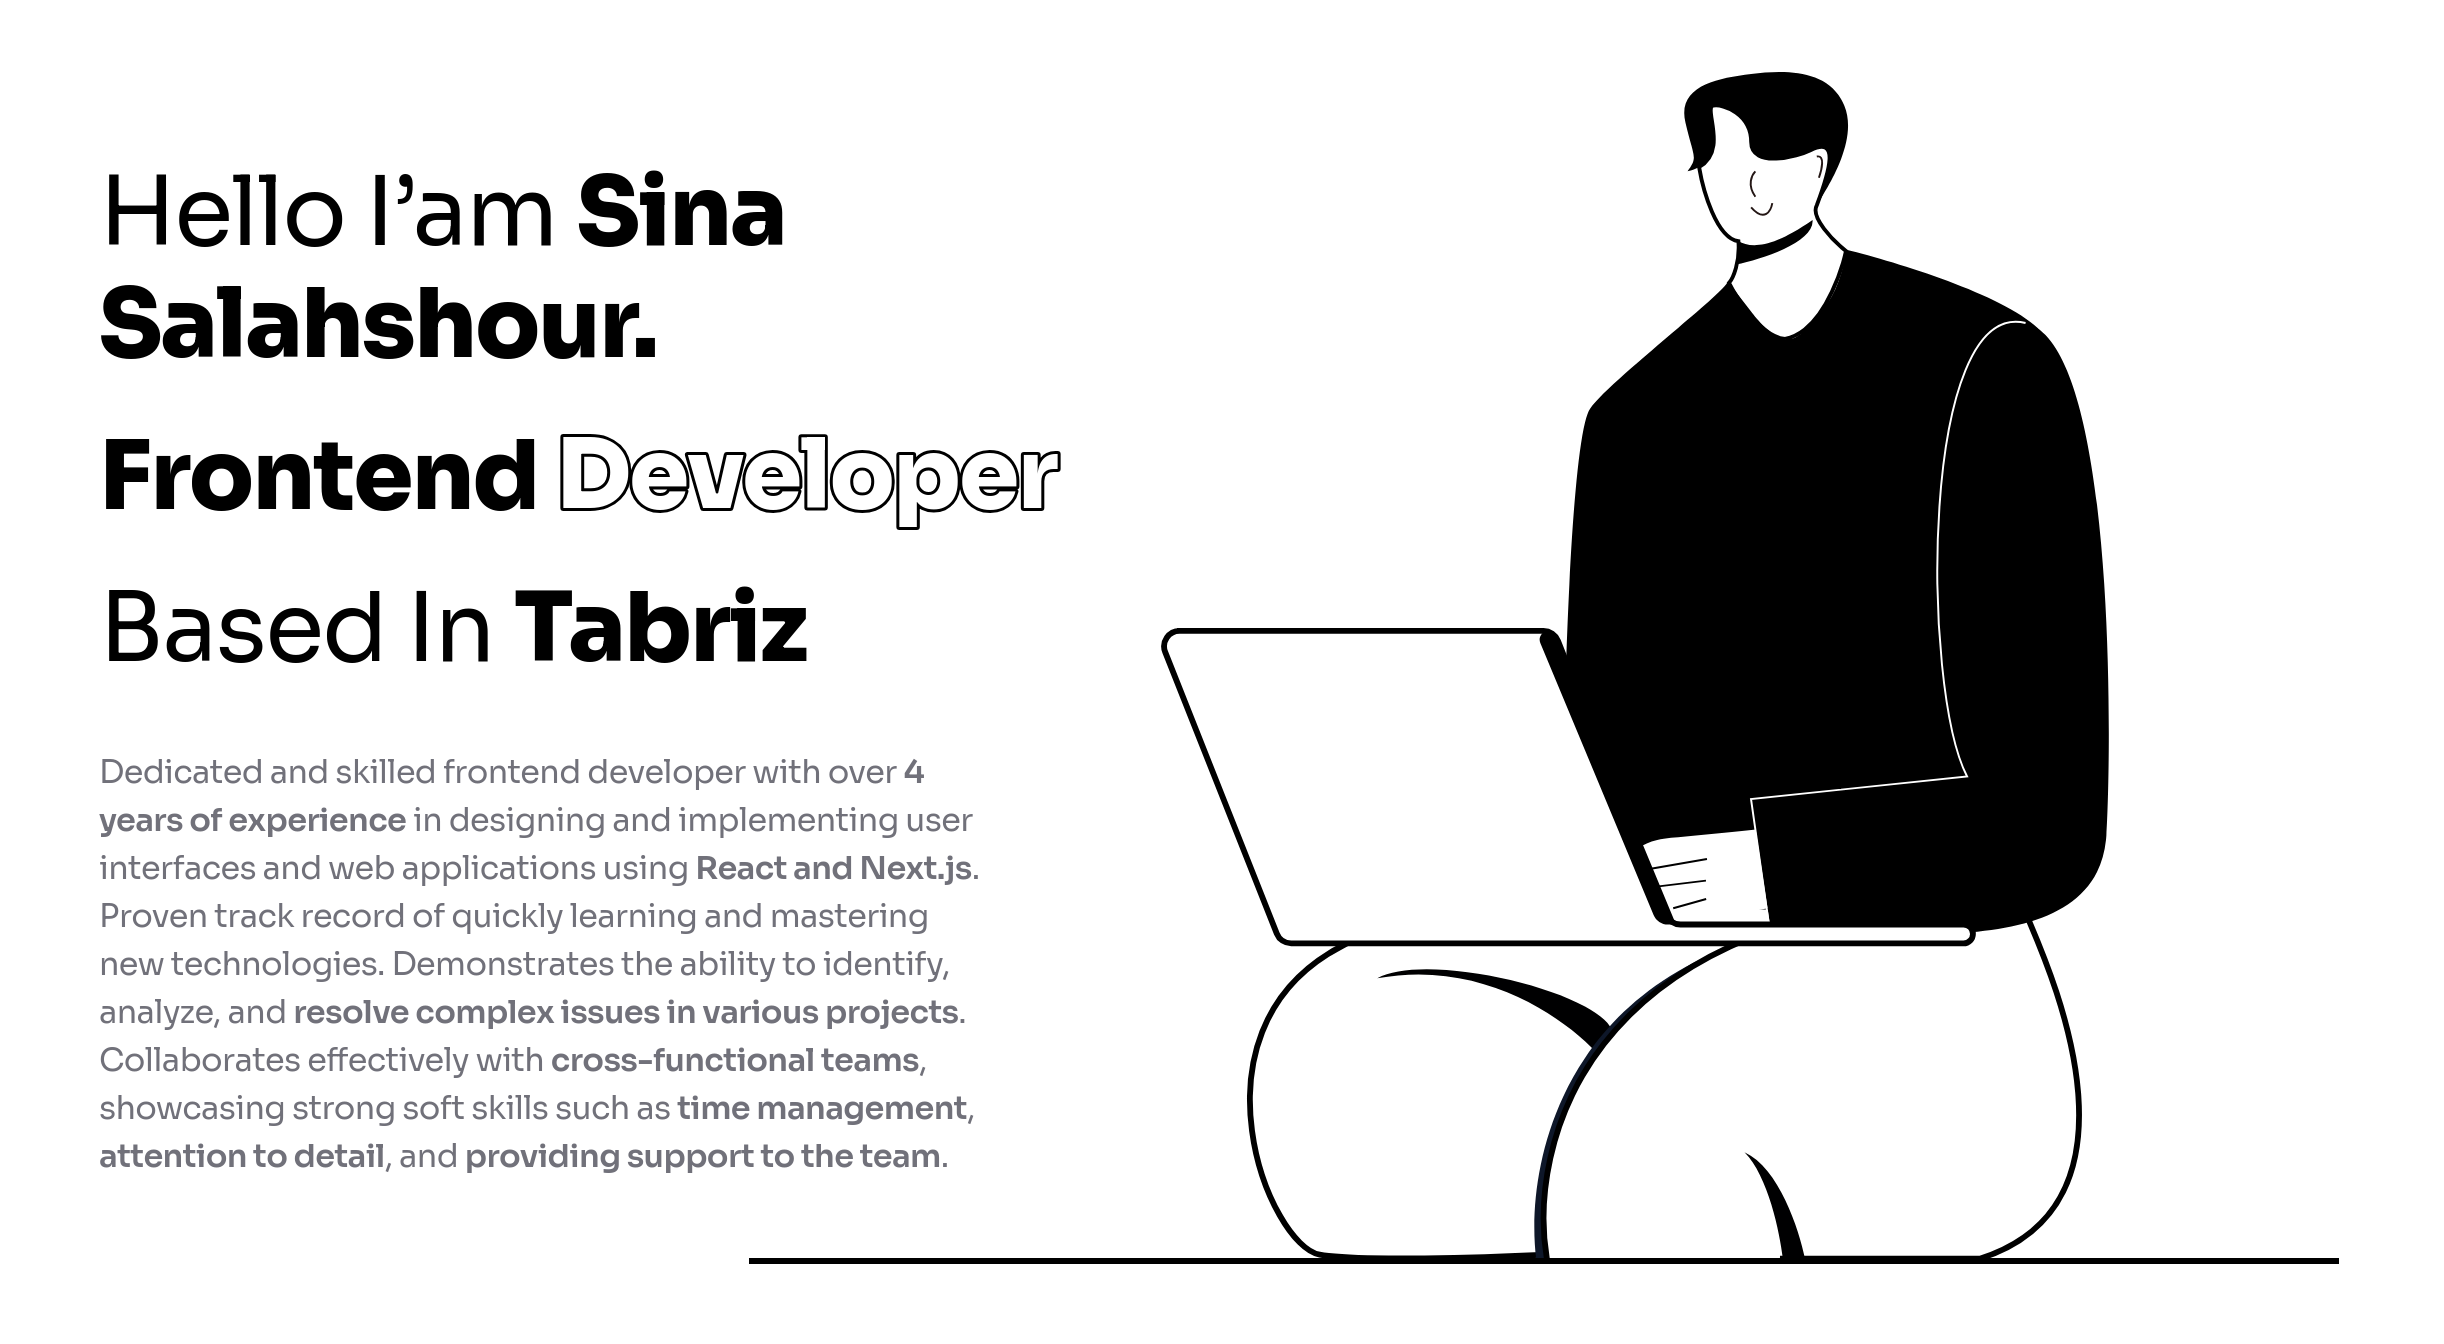 Hello I’am Sina
Salahshour.
Frontend Developer
Based In Tabriz
Dedicated and skilled frontend developer with over 4
years of experience in designing and implementing user
interfaces and web applications using React and Next.js.
Proven track record of quickly learning and mastering
new technologies. Demonstrates the ability to identify,
analyze, and resolve complex issues in various projects.
Collaborates effectively with cross-functional teams,
showcasing strong soft skills such as time management,
attention to detail, and providing support to the team.